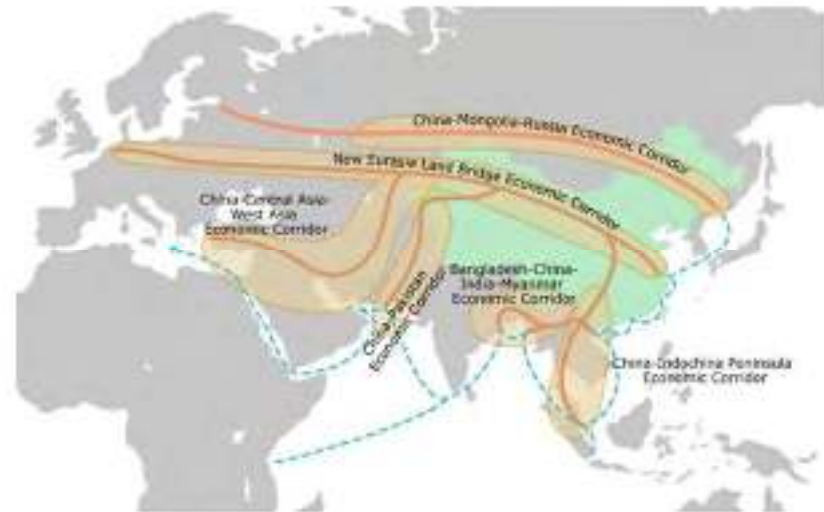 China-Mongolia-Russia Economic Corridor
New Eurasia Land Bridge Economic Corridor
China-Central Asia-
West Asia
Economic Corridor
China-Pakistan
Economic Corridor
Bangladesh-China-
India-Myanmar
Economic Corridor
China-Indochina Peninsula
Economic Corridor